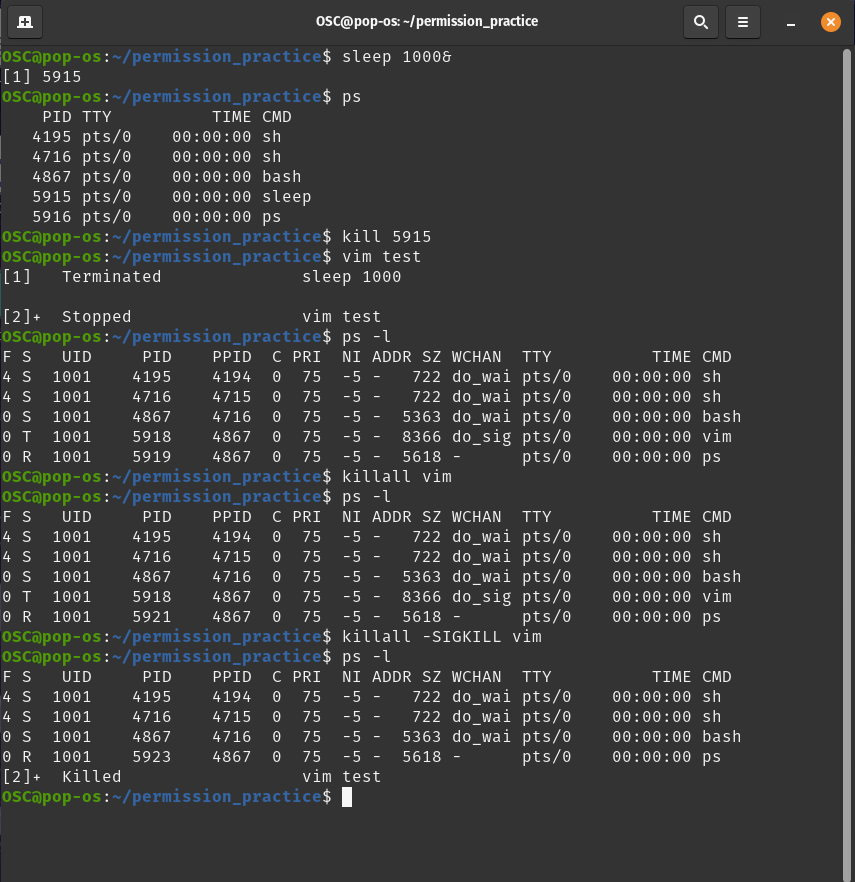 OSC@pop-os: ~/permission_practice
OSC@pop-os:~/permission_practice$ sleep 1000&
[1] 5915
OSC@pop-os:~/permission_practice$ ps
    PID TTY          TIME CMD
   4195 pts/0    00:00:00 sh
   4716 pts/0    00:00:00 sh
   4867 pts/0    00:00:00 bash
   5915 pts/0    00:00:00 sleep
   5916 pts/0    00:00:00 ps
OSC@pop-os:~/permission_practice$ kill 5915
OSC@pop-os:~/permission_practice$ vim test
[1]   Terminated              sleep 1000

[2]+  Stopped                 vim test
OSC@pop-os:~/permission_practice$ ps -l
F S   UID     PID    PPID  C PRI  NI ADDR SZ WCHAN  TTY          TIME CMD
4 S  1001    4195    4194  0  75  -5 -   722 do_wai pts/0    00:00:00 sh
4 S  1001    4716    4715  0  75  -5 -   722 do_wai pts/0    00:00:00 sh
0 S  1001    4867    4716  0  75  -5 -  5363 do_wai pts/0    00:00:00 bash
0 T  1001    5918    4867  0  75  -5 -  8366 do_sig pts/0    00:00:00 vim
0 R  1001    5919    4867  0  75  -5 -  5618 -      pts/0    00:00:00 ps
OSC@pop-os:~/permission_practice$ killall vim
OSC@pop-os:~/permission_practice$ ps -l
F S   UID     PID    PPID  C PRI  NI ADDR SZ WCHAN  TTY          TIME CMD
4 S  1001    4195    4194  0  75  -5 -   722 do_wai pts/0    00:00:00 sh
4 S  1001    4716    4715  0  75  -5 -   722 do_wai pts/0    00:00:00 sh
0 S  1001    4867    4716  0  75  -5 -  5363 do_wai pts/0    00:00:00 bash
0 T  1001    5918    4867  0  75  -5 -  8366 do_sig pts/0    00:00:00 vim
0 R  1001    5921    4867  0  75  -5 -  5618 -      pts/0    00:00:00 ps
OSC@pop-os:~/permission_practice$ killall -SIGKILL vim
OSC@pop-os:~/permission_practice$ ps -l
F S   UID     PID    PPID  C PRI  NI ADDR SZ WCHAN  TTY          TIME CMD
4 S  1001    4195    4194  0  75  -5 -   722 do_wai pts/0    00:00:00 sh
4 S  1001    4716    4715  0  75  -5 -   722 do_wai pts/0    00:00:00 sh
0 S  1001    4867    4716  0  75  -5 -  5363 do_wai pts/0    00:00:00 bash
0 R  1001    5923    4867  0  75  -5 -  5618 -      pts/0    00:00:00 ps
[2]+  Killed                  vim test
OSC@pop-os:~/permission_practice$